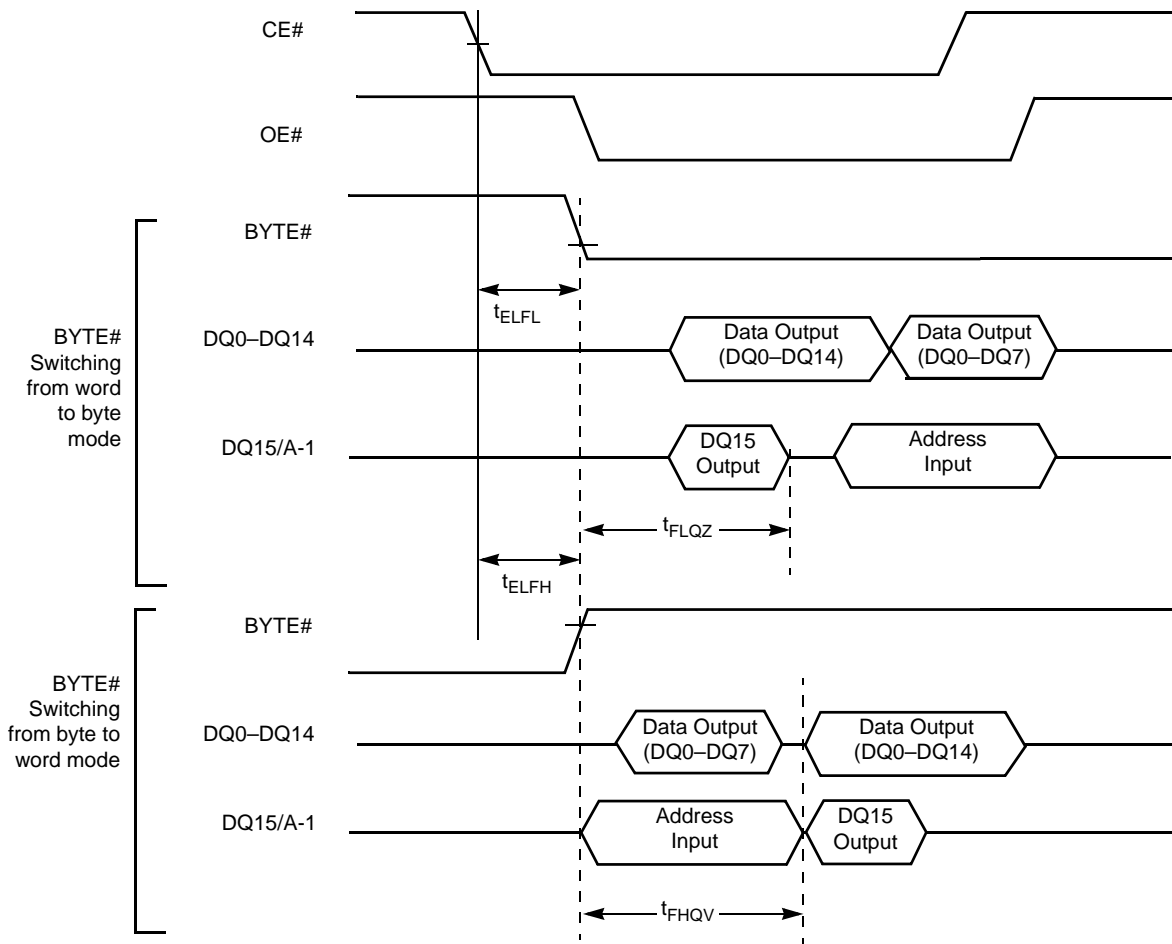 CE#
OE#
BYTE#
tELFL
BYTE#
Switching
from word
to byte
mode
DQ0–DQ14
Data Output
(DQ0–DQ14)
Data Output
(DQ0–DQ7)
DQ15/A-1
DQ15
Output
Address
Input
tFLQZ
tELFH
BYTE#
BYTE#
Switching
from byte to
word mode
DQ0–DQ14
Data Output
(DQ0–DQ7)
Data Output
(DQ0–DQ14)
DQ15/A-1
Address
Input
DQ15
Output
tFHQV